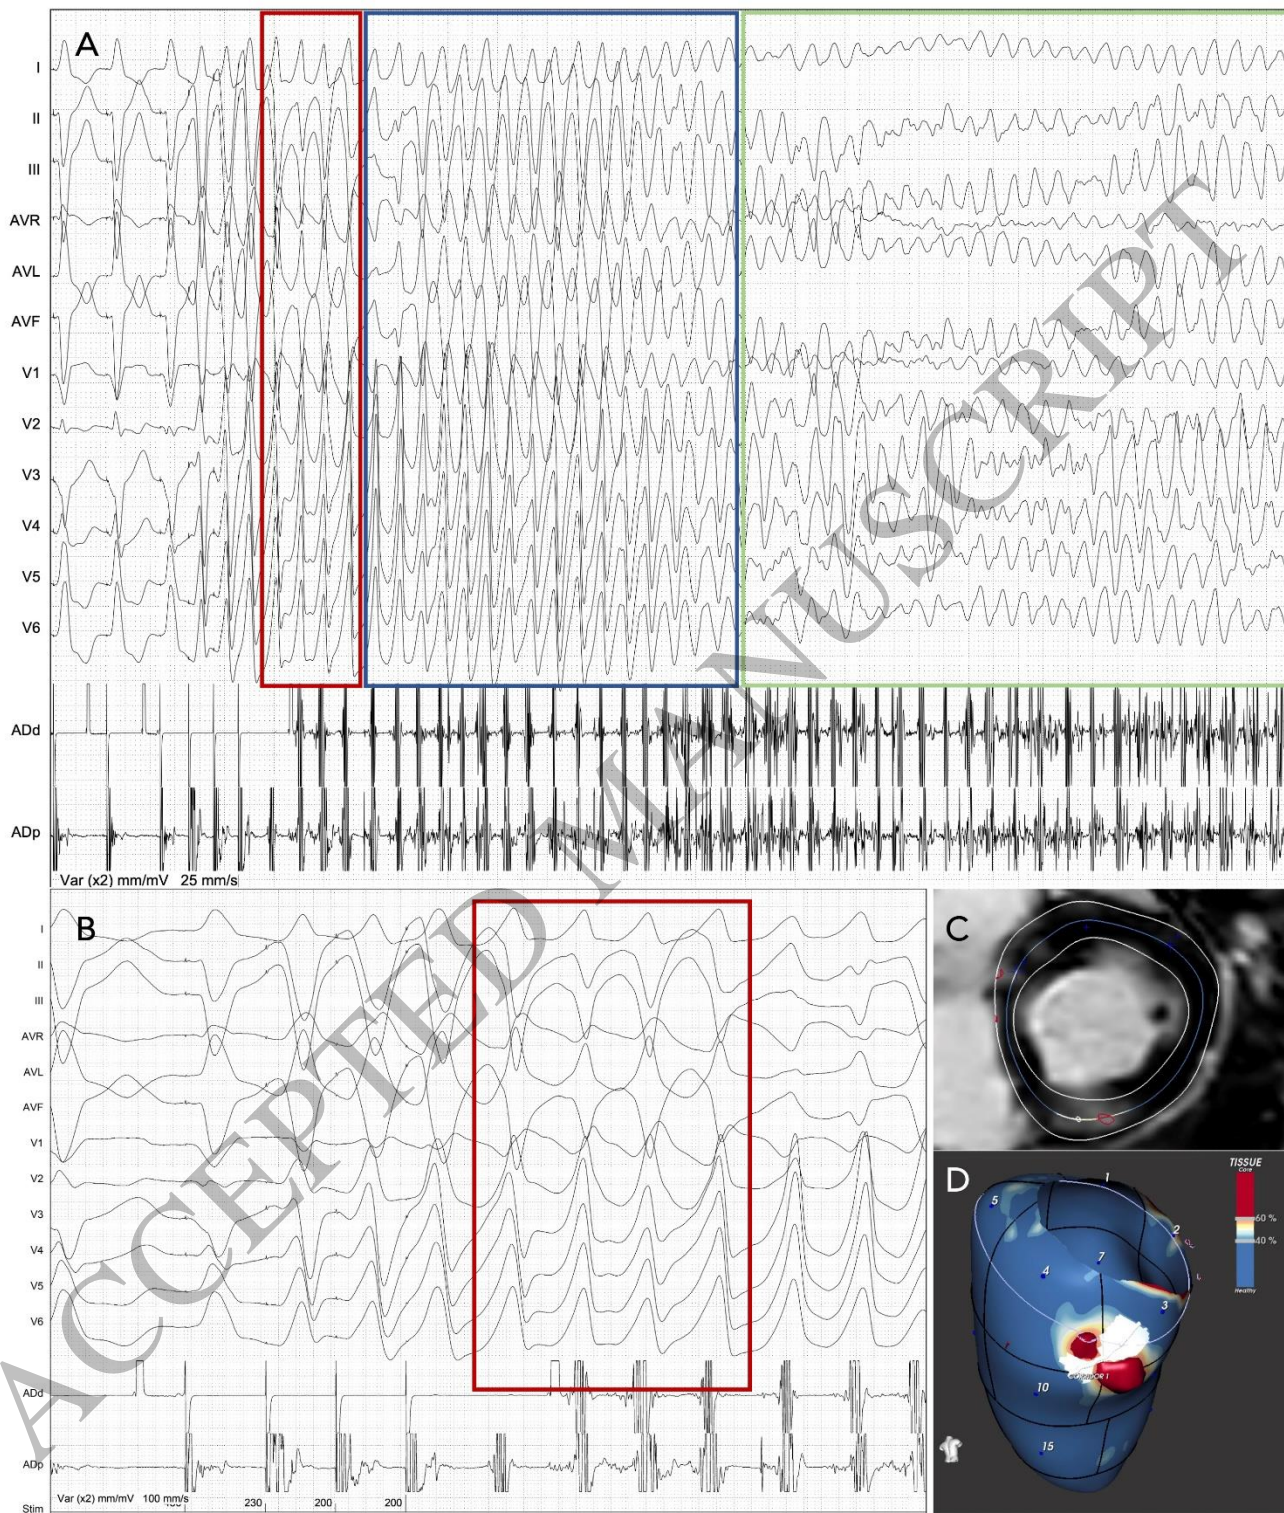 A
I
II
III
AVR
AVL
AVF
V1
V2
V3
V4
V5
V6
ADd
ADp
Var (x2) mm/mV 25 mm/s
ACCEPTED MANUSCRIPT
B
I
II
III
AVR
AVL
AVF
V1
V2
V3
V4
V5
V6
ADd
ADp
Var (x2) mm/mV 100 mm/s
Stim 230 200 200
C
D
TISSUE
Core
60 %
40 %
Healthy
1
5
2
7
4
3
CORRIDOR 1
10
15